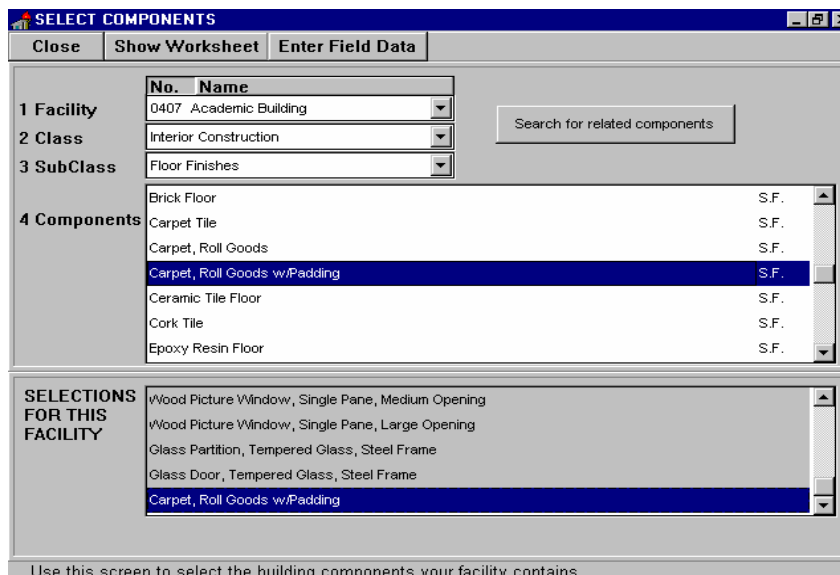 SELECT COMPONENTS
Close Show Worksheet Enter Field Data
No. Name
1 Facility 0407 Academic Building
Search for related components
2 Class Interior Construction
3 SubClass Floor Finishes
4 Components
Brick Floor S.F.
Carpet Tile S.F.
Carpet, Roll Goods S.F.
Carpet, Roll Goods w/Padding S.F.
Ceramic Tile Floor S.F.
Cork Tile S.F.
Epoxy Resin Floor S.F.
SELECTIONS
FOR THIS
FACILITY
Wood Picture Window, Single Pane, Medium Opening
Wood Picture Window, Single Pane, Large Opening
Glass Partition, Tempered Glass, Steel Frame
Glass Door, Tempered Glass, Steel Frame
Carpet, Roll Goods w/Padding
Use this screen to select the building components your facility contains